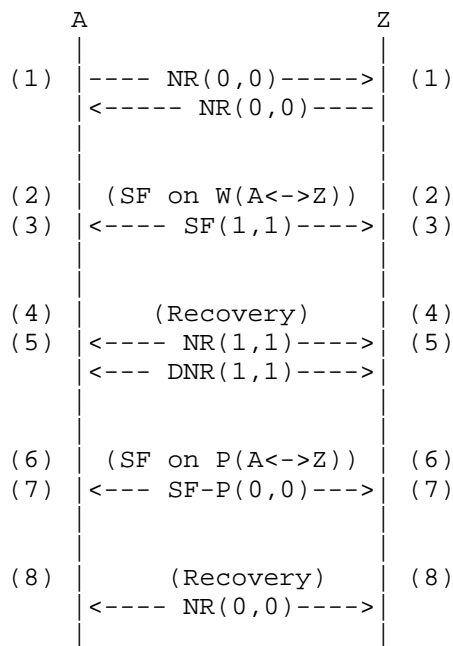 A Z
| |
(1) |---- NR(0,0)----->| (1)
|<----- NR(0,0)----|
| |
| |
(2) | (SF on W(A<->Z)) | (2)
(3) |<---- SF(1,1)---->| (3)
| |
| |
(4) | (Recovery) | (4)
(5) |<---- NR(1,1)---->| (5)
|<--- DNR(1,1)---->|
| |
| |
(6) | (SF on P(A<->Z)) | (6)
(7) |<--- SF-P(0,0)--->| (7)
| |
| |
(8) | (Recovery) | (8)
|<---- NR(0,0)---->|
| |